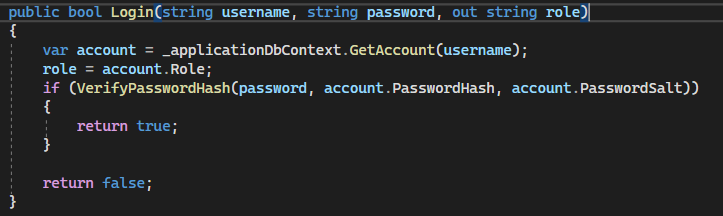 public bool Login(string username, string password, out string role)
{
var account = _applicationDbContext.GetAccount(username);
role = account.Role;
if (VerifyPasswordHash(password, account.PasswordHash, account.PasswordSalt))
{
return true;
}
return false;
}